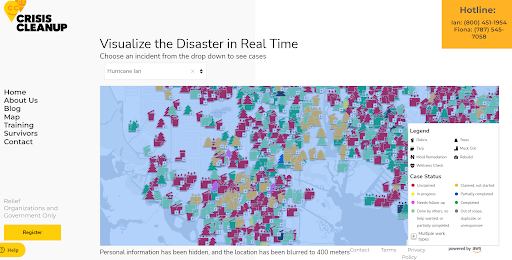 CRISIS
CLEANUP
Hotline:
Ian: (800) 451-1954
Fiona: (787) 545-
7058
Visualize the Disaster in Real Time
Choose an incident from the drop down to see cases
Hurricane Ian
Home
About Us
Blog
Map
Training
Survivors
Contact
Legend
Debris
Trees
Tarp
Muck Out
Mold Remediation
Rebuild
Wellness Check
Case Status
Unclaimed
Claimed, not started
In progress
Partially completed
Needs follow up
Completed
Done by others, no
help wanted, or
partially completed
Out of scope,
duplicate, or
unresponsive
Multiple work
types
Relief
Organizations and
Government Only
Register
Help
Personal information has been hidden, and the location has been blurred to 400 meters
Contact
Terms
Privacy
Policy
powered by aws